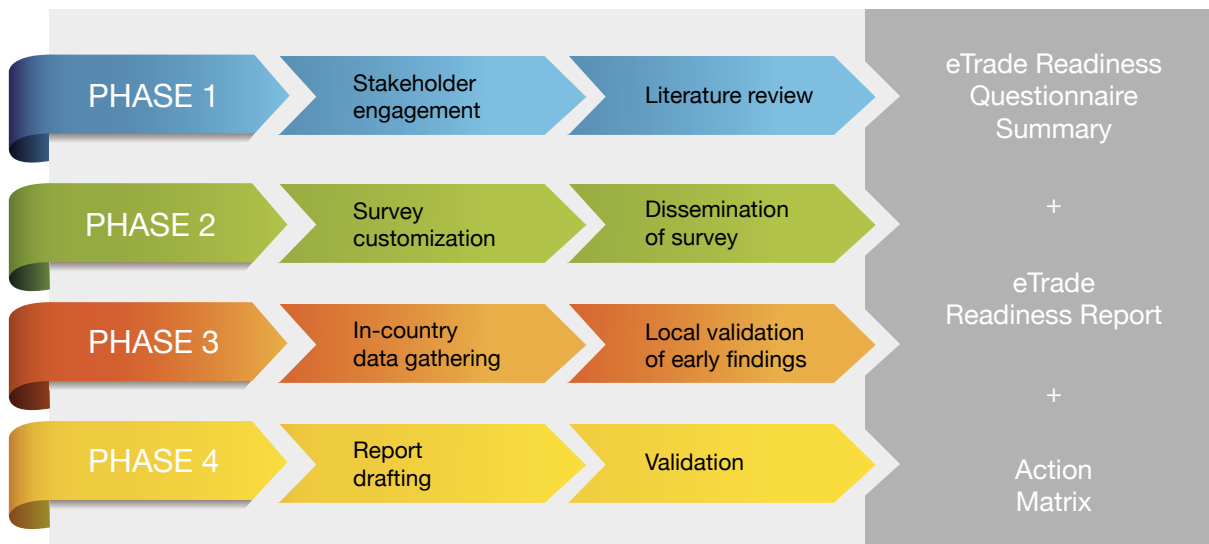 PHASE 1
Stakeholder
engagement
Literature review
PHASE 2
Survey
customization
Dissemination
of survey
PHASE 3
In-country
data gathering
Local validation
of early findings
PHASE 4
Report
drafting
Validation
eTrade Readiness
Questionnaire
Summary
+
eTrade
Readiness Report
+
Action
Matrix